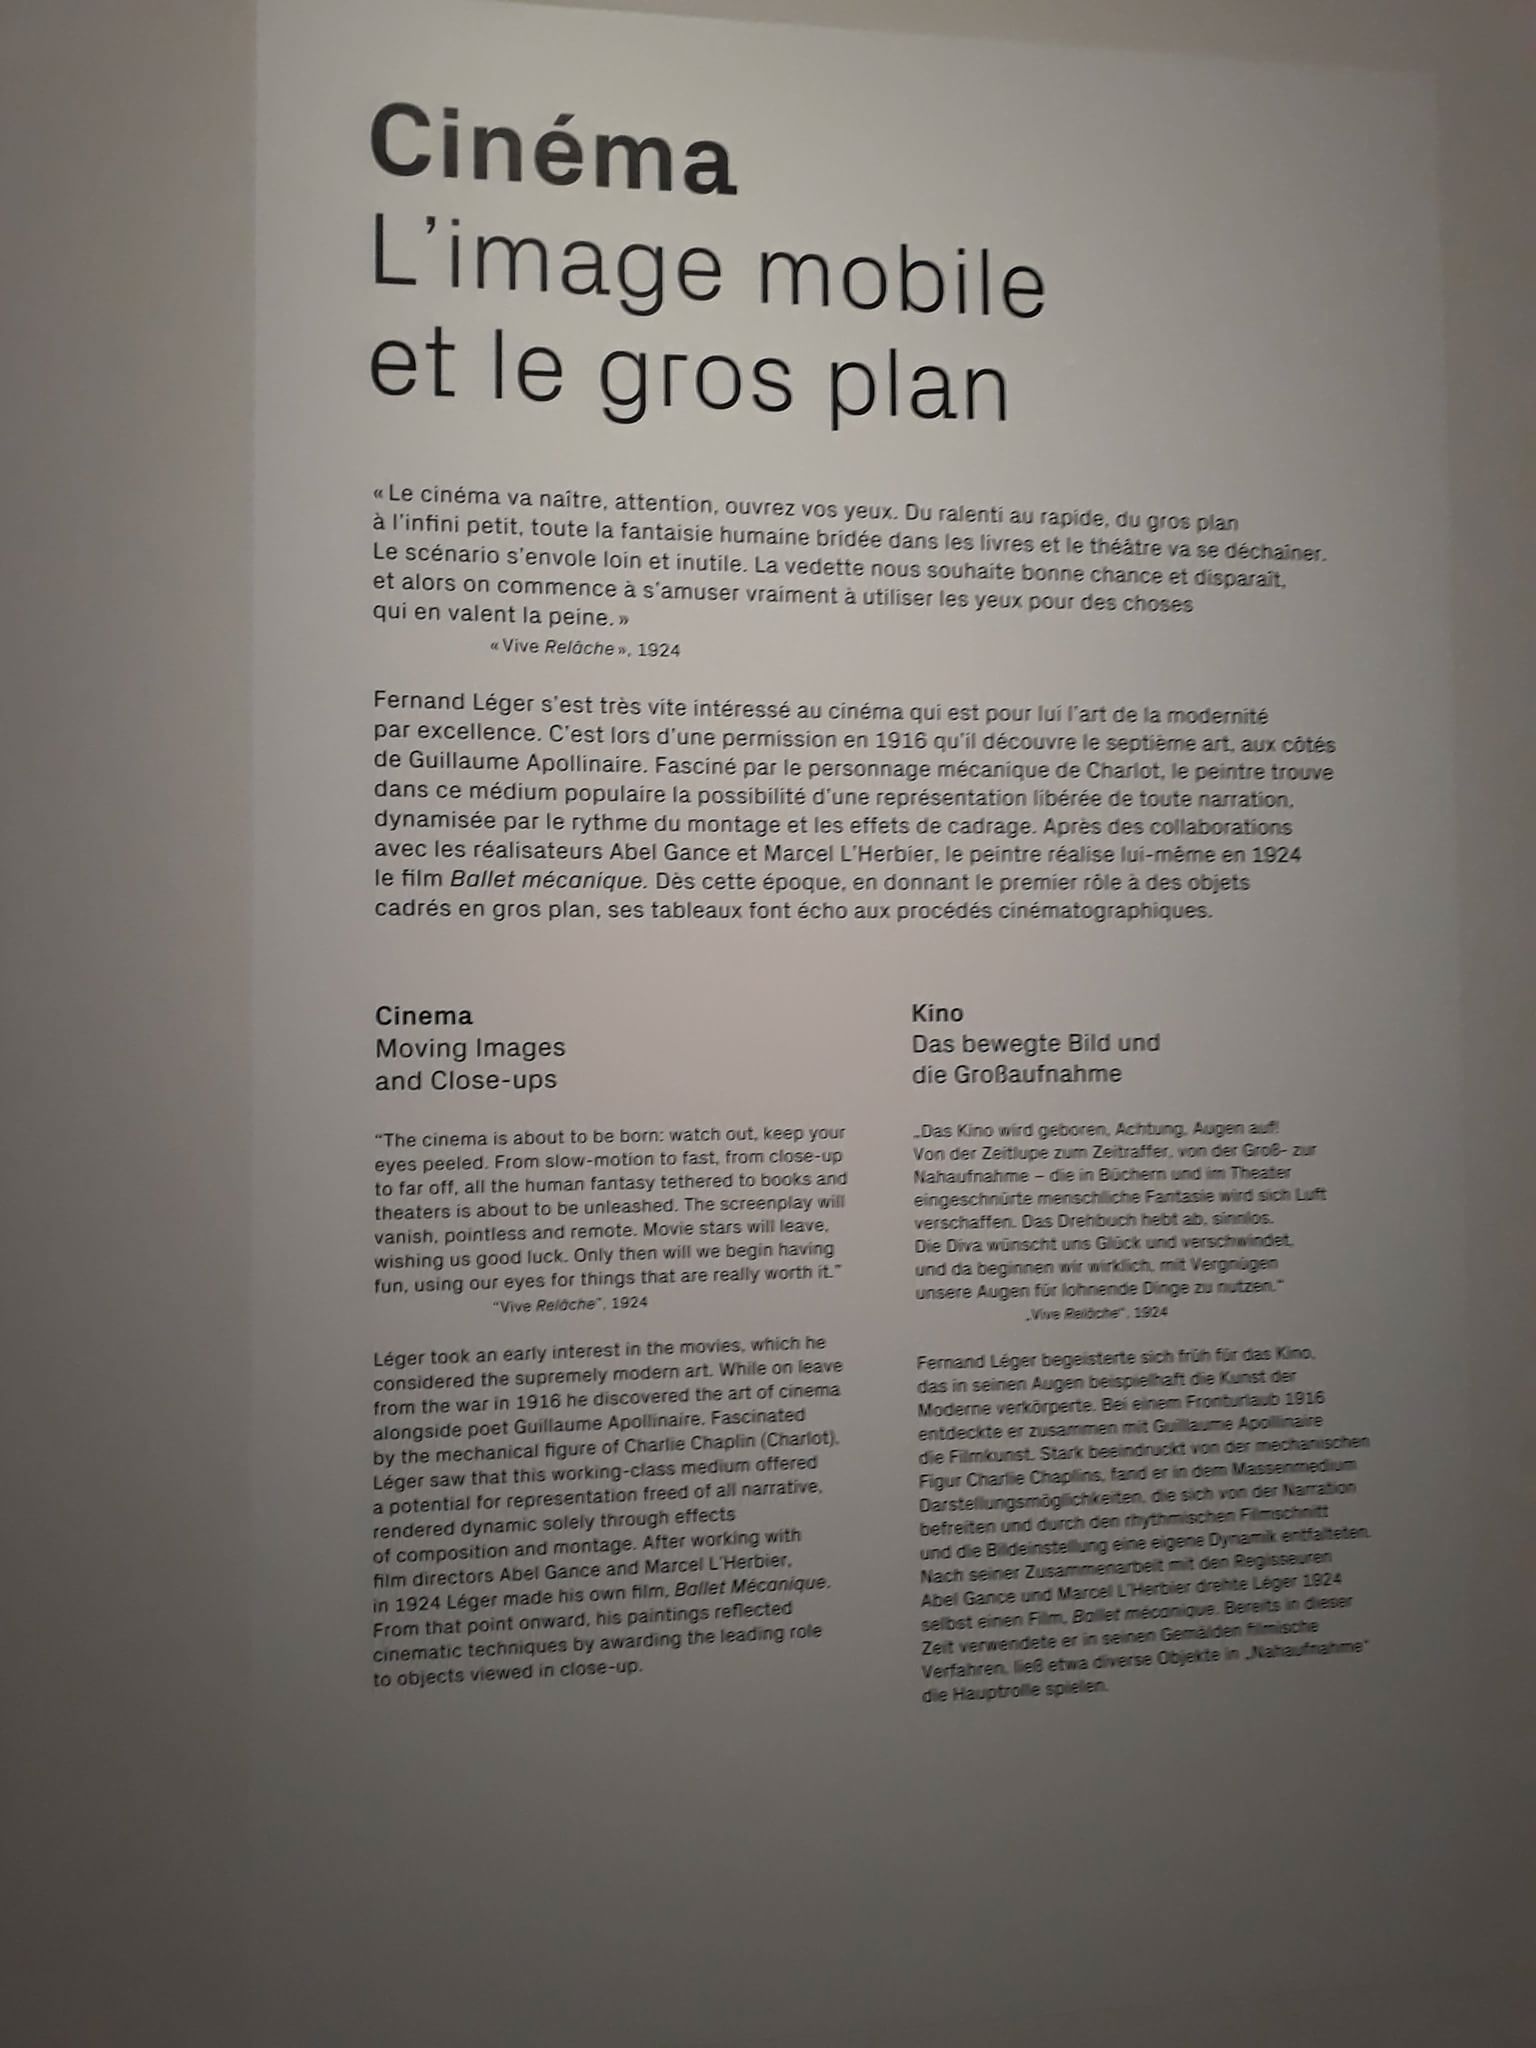 Cinéma
L'image mobile
et le gros plan
« Le cinéma va naître, attention, ouvrez vos yeux. Du ralenti au rapide, du gros plan
à l'infini petit, toute la fantaisie humaine bridée dans les livres et le théâtre va se déchaîner.
Le scénario s'envole loin et inutile. La vedette nous souhaite bonne chance et disparaît,
et alors on commence à s'amuser vraiment à utiliser les yeux pour des choses
qui en valent la peine. »
« Vive Relâche », 1924
Fernand Léger s'est très vite intéressé au cinéma qui est pour lui l'art de la modernité
par excellence. C'est lors d'une permission en 1916 qu'il découvre le septième art, aux côtés
de Guillaume Apollinaire. Fasciné par le personnage mécanique de Charlot, le peintre trouve
dans ce médium populaire la possibilité d'une représentation libérée de toute narration,
dynamisée par le rythme du montage et les effets de cadrage. Après des collaborations
avec les réalisateurs Abel Gance et Marcel L'Herbier, le peintre réalise lui-même en 1924
le film Ballet mécanique. Dès cette époque, en donnant le premier rôle à des objets
cadrés en gros plan, ses tableaux font écho aux procédés cinématographiques.
Cinema
Moving Images
and Close-ups
“The cinema is about to be born: watch out, keep your
eyes peeled. From slow-motion to fast, from close-up
to far off, all the human fantasy tethered to books and
theaters is about to be unleashed. The screenplay will
vanish, pointless and remote. Movie stars will leave,
wishing us good luck. Only then will we begin having
fun, using our eyes for things that are really worth it.”
“Vive Relâche”, 1924
Léger took an early interest in the movies, which he
considered the supremely modern art. While on leave
from the war in 1916 he discovered the art of cinema
alongside poet Guillaume Apollinaire. Fascinated
by the mechanical figure of Charlie Chaplin (Charlot),
Léger saw that this working-class medium offered
a potential for representation freed of all narrative,
rendered dynamic solely through effects
of composition and montage. After working with
film directors Abel Gance and Marcel L'Herbier,
in 1924 Léger made his own film, Ballet Mécanique.
From that point onward, his paintings reflected
cinematic techniques by awarding the leading role
to objects viewed in close-up.
Kino
Das bewegte Bild und
die Großaufnahme
„Das Kino wird geboren, Achtung, Augen auf!
Von der Zeitlupe zum Zeitraffer, von der Groß- zur
Nahaufnahme – die in Büchern und im Theater
eingeschnürte menschliche Fantasie wird sich Luft
verschaffen. Das Drehbuch hebt ab, sinnlos.
Die Diva wünscht uns Glück und verschwindet,
und da beginnen wir wirklich, mit Vergnügen
unsere Augen für lohnende Dinge zu nutzen.“
„Vive Relâche“, 1924
Fernand Léger begeisterte sich früh für das Kino,
das in seinen Augen beispielhaft die Kunst der
Moderne verkörperte. Bei einem Fronturlaub 1916
entdeckte er zusammen mit Guillaume Apollinaire
die Filmkunst. Stark beeindruckt von der mechanischen
Figur Charlie Chaplins, fand er in dem Massenmedium
Darstellungsmöglichkeiten, die sich von der Narration
befreiten und durch den rhythmischen Filmschnitt
und die Bildeinstellung eine eigene Dynamik entfalteten.
Nach seiner Zusammenarbeit mit den Regisseuren
Abel Gance und Marcel L'Herbier drehte Léger 1924
selbst einen Film, Ballet mécanique. Bereits in dieser
Zeit verwendete er in seinen Gemälden filmische
Verfahren, ließ etwa diverse Objekte in „Nahaufnahme“
die Hauptrolle spielen.